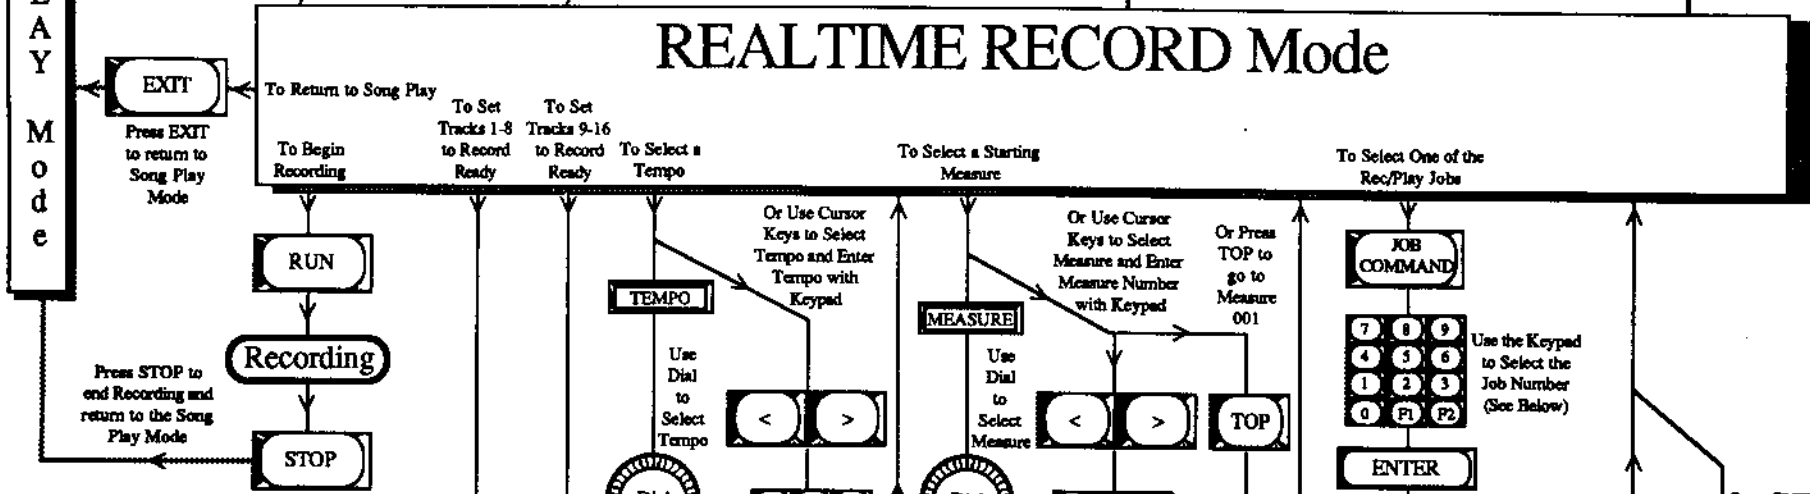 E
A
Y
M
o
d
e
REALTIME RECORD Mode
EXIT
Press EXIT
to return to
Song Play
Mode
To Return to Song Play
To Begin
Recording
To Set
Tracks 1-8
to Record
Ready
To Set
Tracks 9-16
to Record
Ready
To Select a
Tempo
To Select a Starting
Measure
To Select One of the
Rec/Play Jobs
RUN
Recording
Press STOP to
end Recording and
return to the Song
Play Mode
STOP
TEMPO
Use
Dial
to
Select
Tempo
Or Use Cursor
Keys to Select
Tempo and Enter
Tempo with
Keypad
< >
MEASURE
Use
Dial
to
Select
Measure
Or Use Cursor
Keys to Select
Measure and Enter
Measure Number
with Keypad
< >
Or Press
TOP to
go to
Measure
001
TOP
JOB
COMMAND
7 8 9
4 5 6
1 2 3
0 F1 F2
Use the Keypad
to Select the
Job Number
(See Below)
ENTER